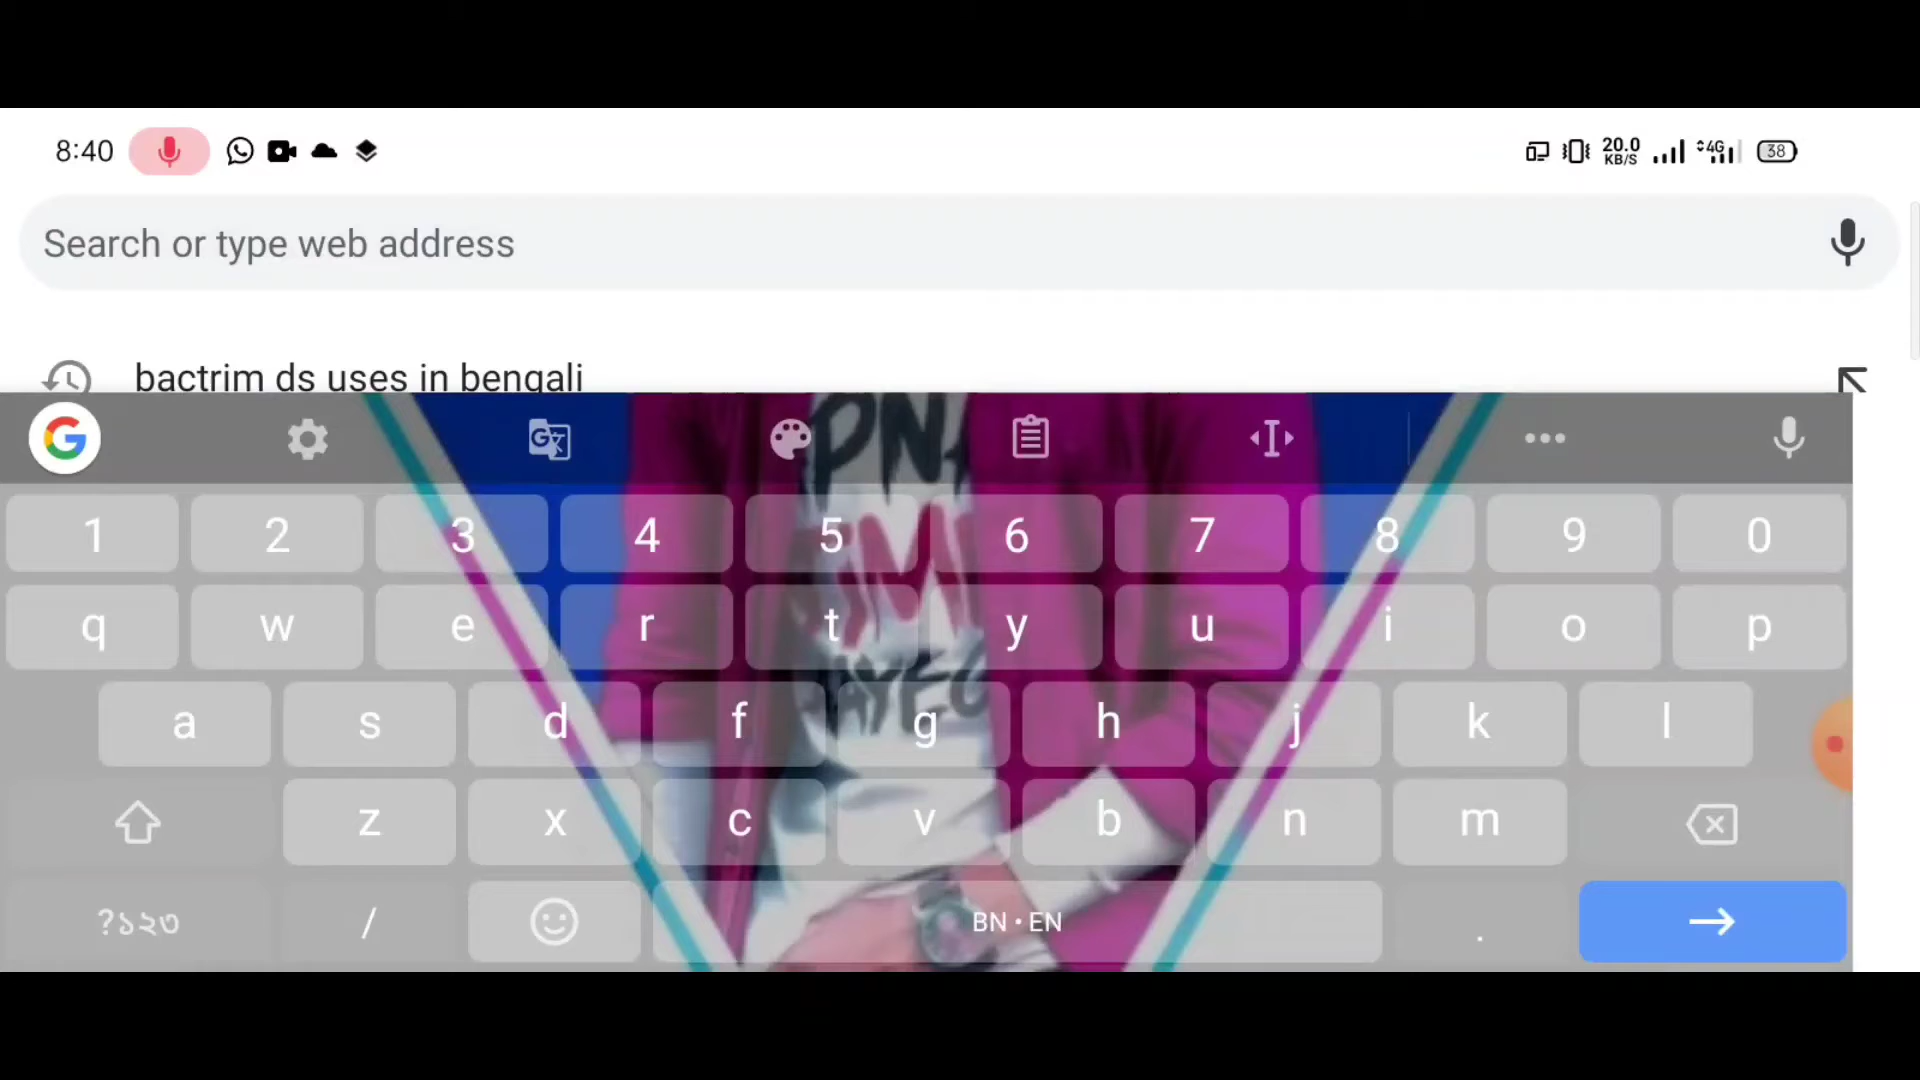 8:40
20.0
KB/S
4G
38
Search or type web address
bactrim ds uses in bengali
1 2 3 4 5 6 7 8 9 0
q w e r t y u i o p
a s d f g h j k l
z x c v b n m
?১২৩ / BN • EN .